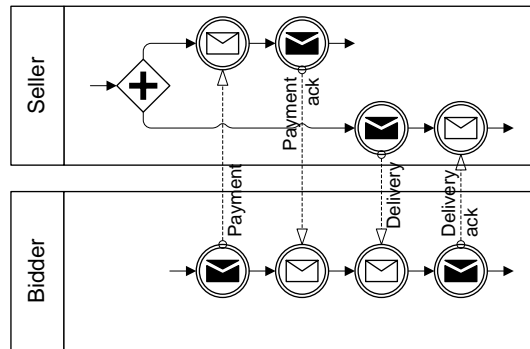 Seller
Payment
ack
Payment
Delivery
Delivery
ack
Bidder